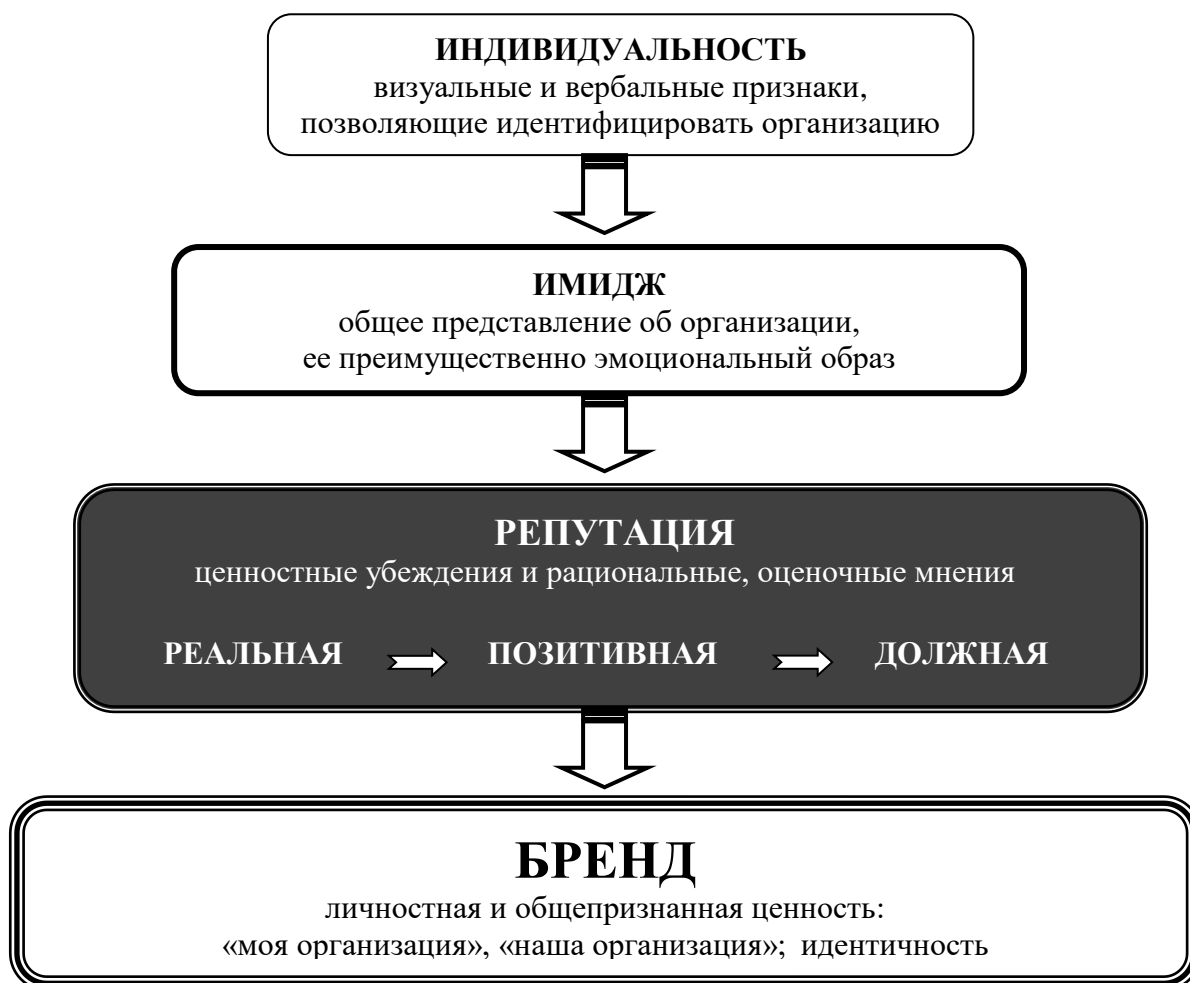 ИНДИВИДУАЛЬНОСТЬ
визуальные и вербальные признаки,
позволяющие идентифицировать организацию
ИМИДЖ
общее представление об организации,
ее преимущественно эмоциональный образ
РЕПУТАЦИЯ
ценностные убеждения и рациональные, оценочные мнения
РЕАЛЬНАЯ ПОЗИТИВНАЯ ДОЛЖНАЯ
БРЕНД
личностная и общепризнанная ценность:
«моя организация», «наша организация»; идентичность